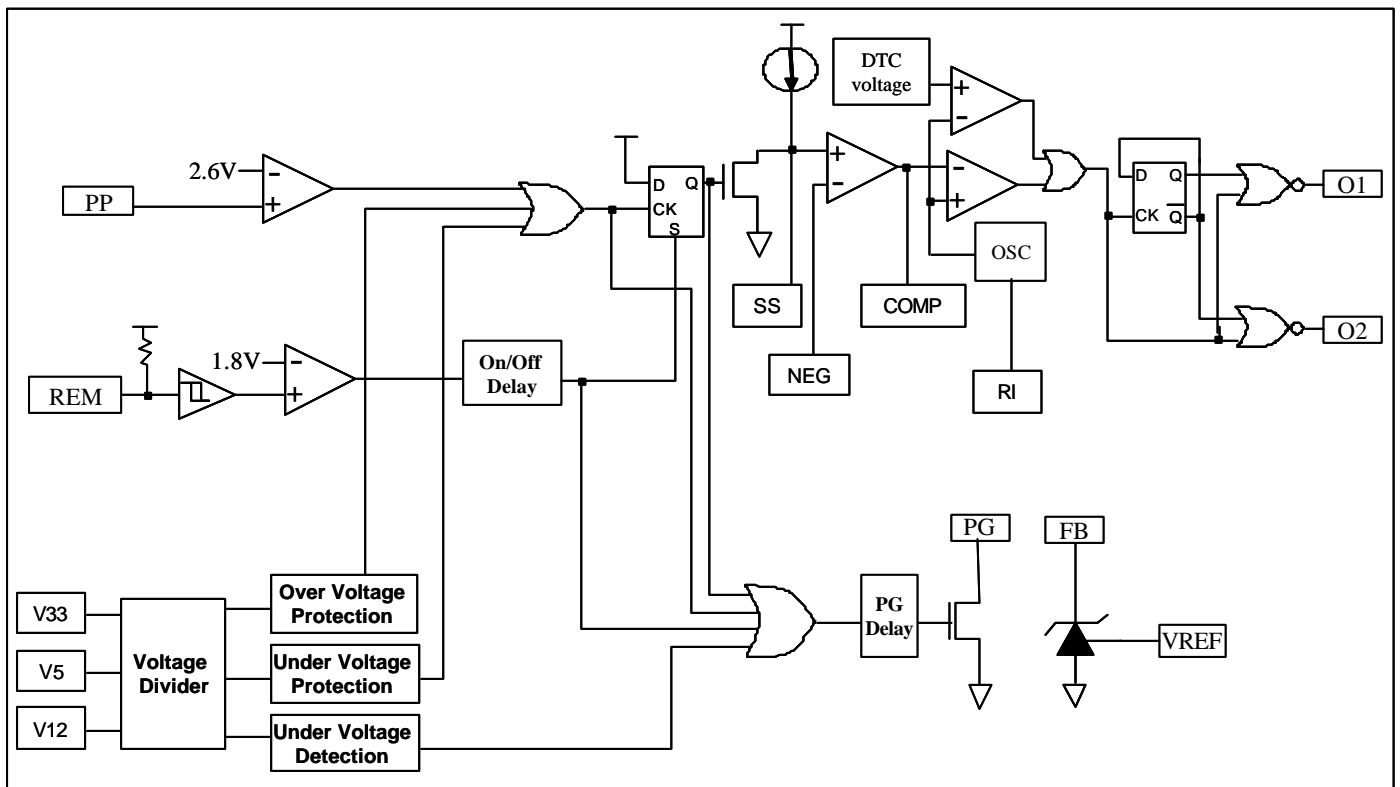 DTC
voltage
2.6V
PP
D
Q
CK
S
D
Q
CK
Q
O1
OSC
SS
COMP
O2
1.8V
On/Off
Delay
NEG
RI
REM
PG
FB
Over Voltage
Protection
PG
Delay
V33
Voltage
Divider
VREF
V5
Under Voltage
Protection
V12
Under Voltage
Detection